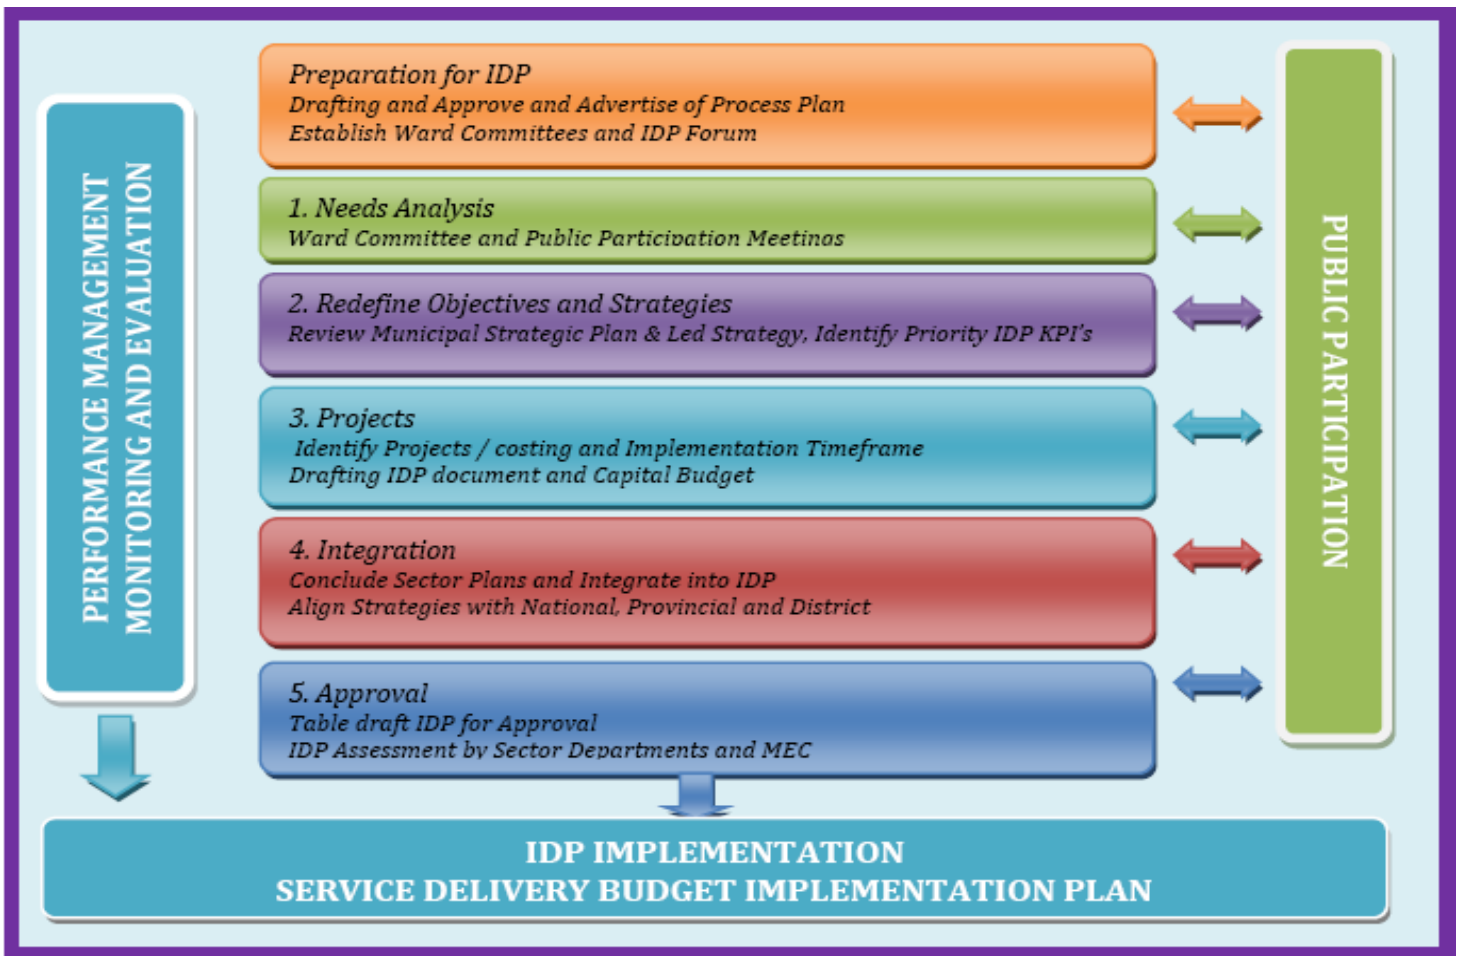 PERFORMANCE MANAGEMENT
MONITORING AND EVALUATION
Preparation for IDP
Drafting and Approve and Advertise of Process Plan
Establish Ward Committees and IDP Forum
1. Needs Analysis
Ward Committee and Public Participation Meetings
2. Redefine Objectives and Strategies
Review Municipal Strategic Plan & Led Strategy, Identify Priority IDP KPI's
3. Projects
Identify Projects / costing and Implementation Timeframe
Drafting IDP document and Capital Budget
4. Integration
Conclude Sector Plans and Integrate into IDP
Align Strategies with National, Provincial and District
5. Approval
Table draft IDP for Approval
IDP Assessment by Sector Departments and MEC
PUBLIC PARTICIPATION
IDP IMPLEMENTATION
SERVICE DELIVERY BUDGET IMPLEMENTATION PLAN